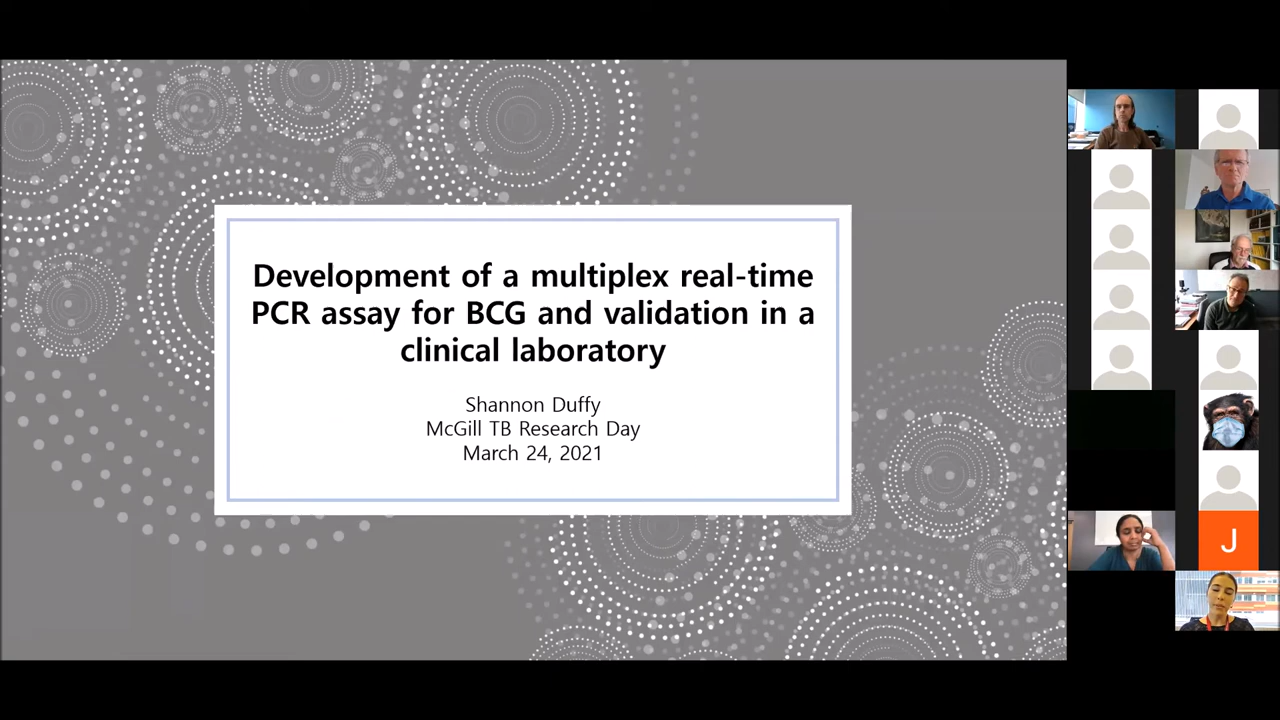 Development of a multiplex real-time
PCR assay for BCG and validation in a
clinical laboratory
Shannon Duffy
McGill TB Research Day
March 24, 2021
J